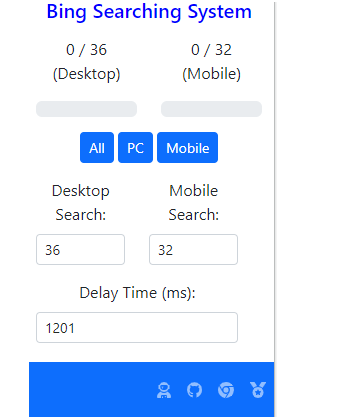 Bing Searching System
0 / 36
(Desktop)
0 / 32
(Mobile)
All
PC
Mobile
Desktop
Search:
Mobile
Search:
36
32
Delay Time (ms):
1201